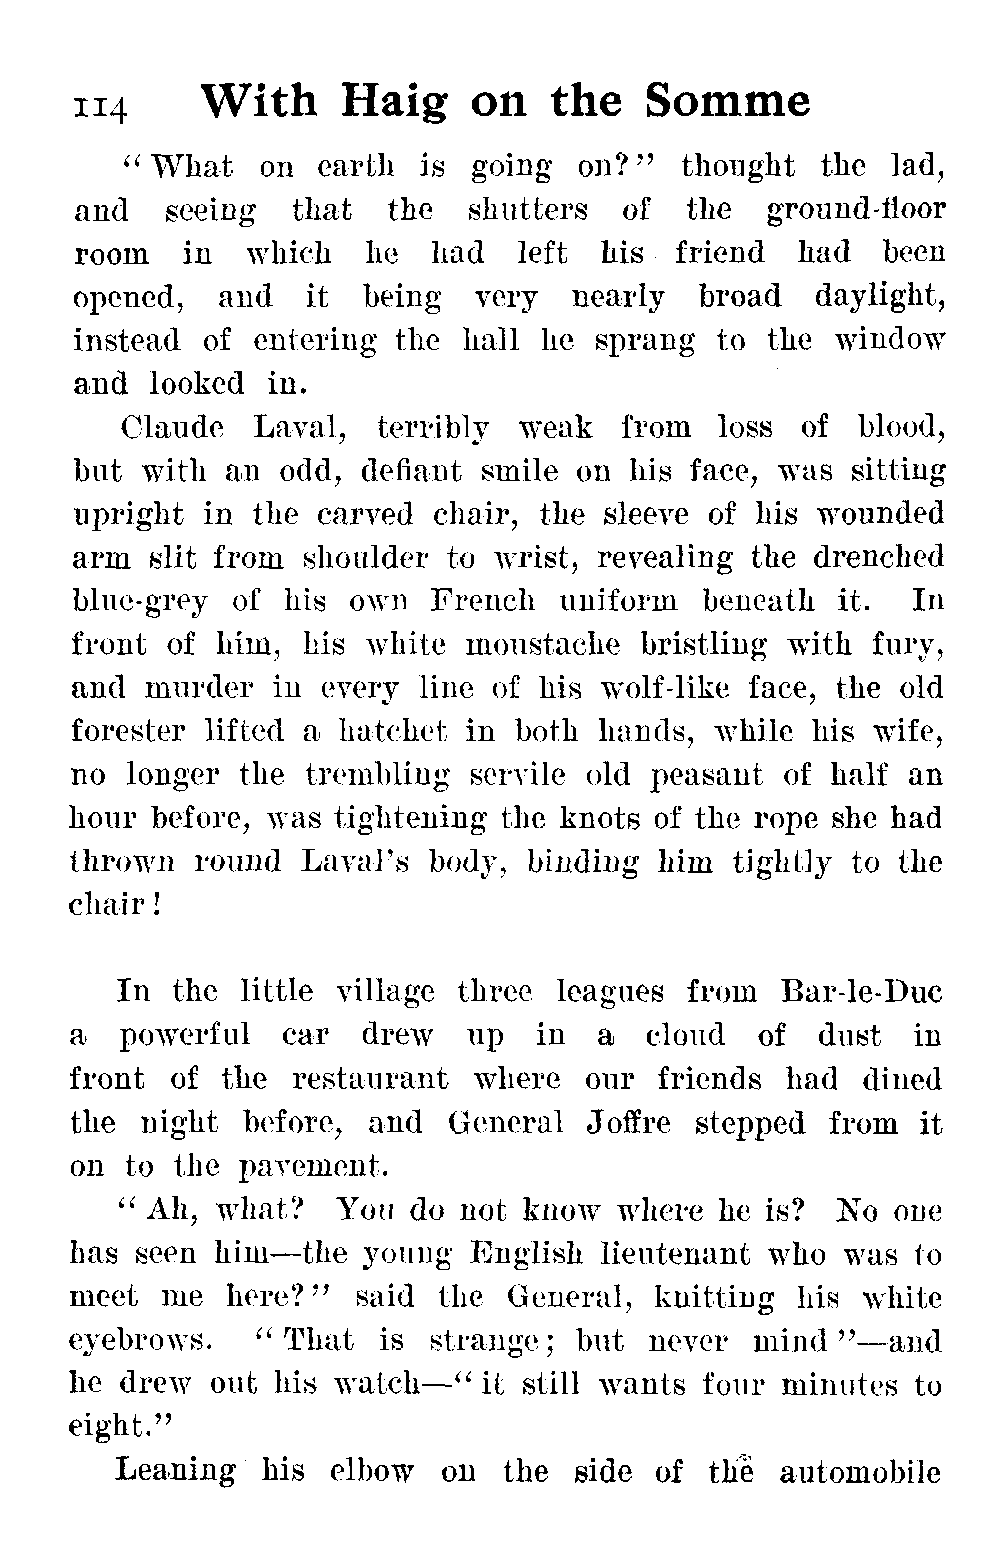 114 With Haig on the Somme
“ What on earth is going on? ” thought the lad,
and seeing that the shutters of the ground-floor
room in which he had left his friend had been
opened, and it being very nearly broad daylight,
instead of entering the hall he sprang to the window
and looked in.
Claude Laval, terribly weak from loss of blood,
but with an odd, defiant smile on his face, was sitting
upright in the carved chair, the sleeve of his wounded
arm slit from shoulder to wrist, revealing the drenched
blue-grey of his own French uniform beneath it. In
front of him, his white moustache bristling with fury,
and murder in every line of his wolf-like face, the old
forester lifted a hatchet in both hands, while his wife,
no longer the trembling servile old peasant of half an
hour before, was tightening the knots of the rope she had
thrown round Laval’s body, binding him tightly to the
chair !
In the little village three leagues from Bar-le-Duc
a powerful car drew up in a cloud of dust in
front of the restaurant where our friends had dined
the night before, and General Joffre stepped from it
on to the pavement.
“ Ah, what? You do not know where he is? No one
has seen him—the young English lieutenant who was to
meet me here? ” said the General, knitting his white
eyebrows. “ That is strange ; but never mind ”—and
he drew out his watch—“ it still wants four minutes to
eight.”
Leaning his elbow on the side of the automobile